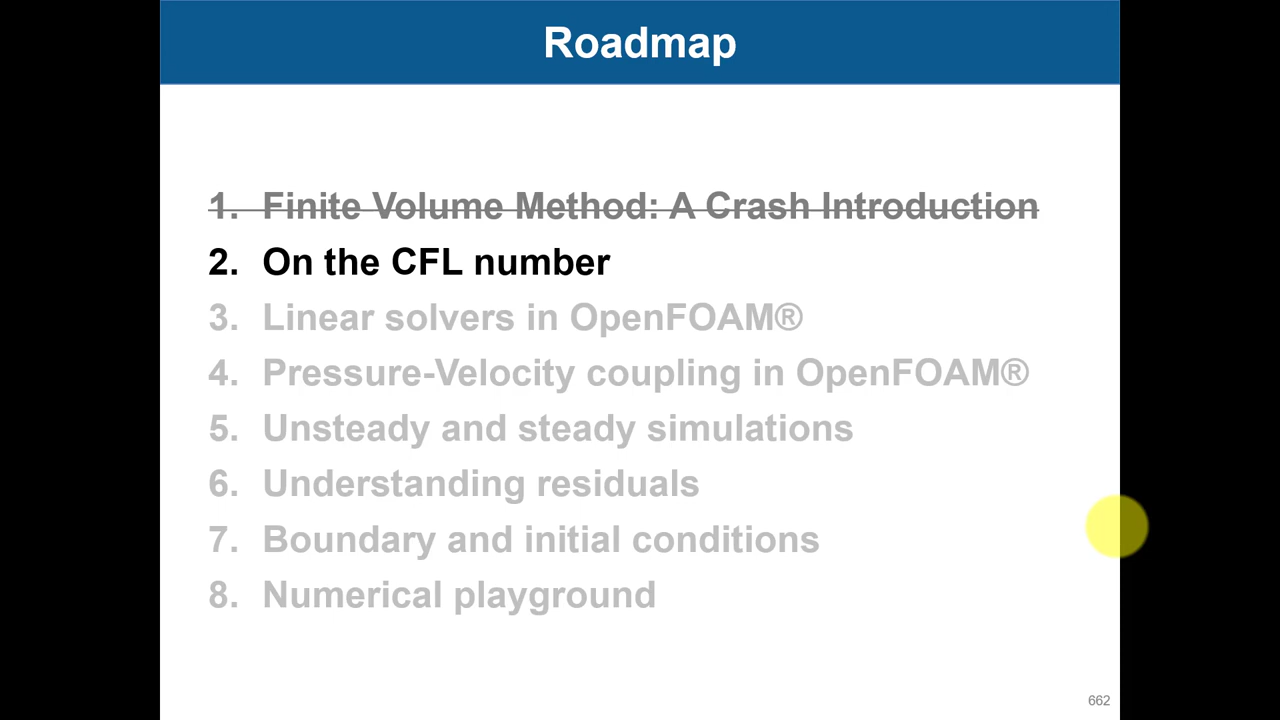 Roadmap
1. Finite Volume Method: A Crash Introduction
2. On the CFL number
3. Linear solvers in OpenFOAM®
4. Pressure-Velocity coupling in OpenFOAM®
5. Unsteady and steady simulations
6. Understanding residuals
7. Boundary and initial conditions
8. Numerical playground
662